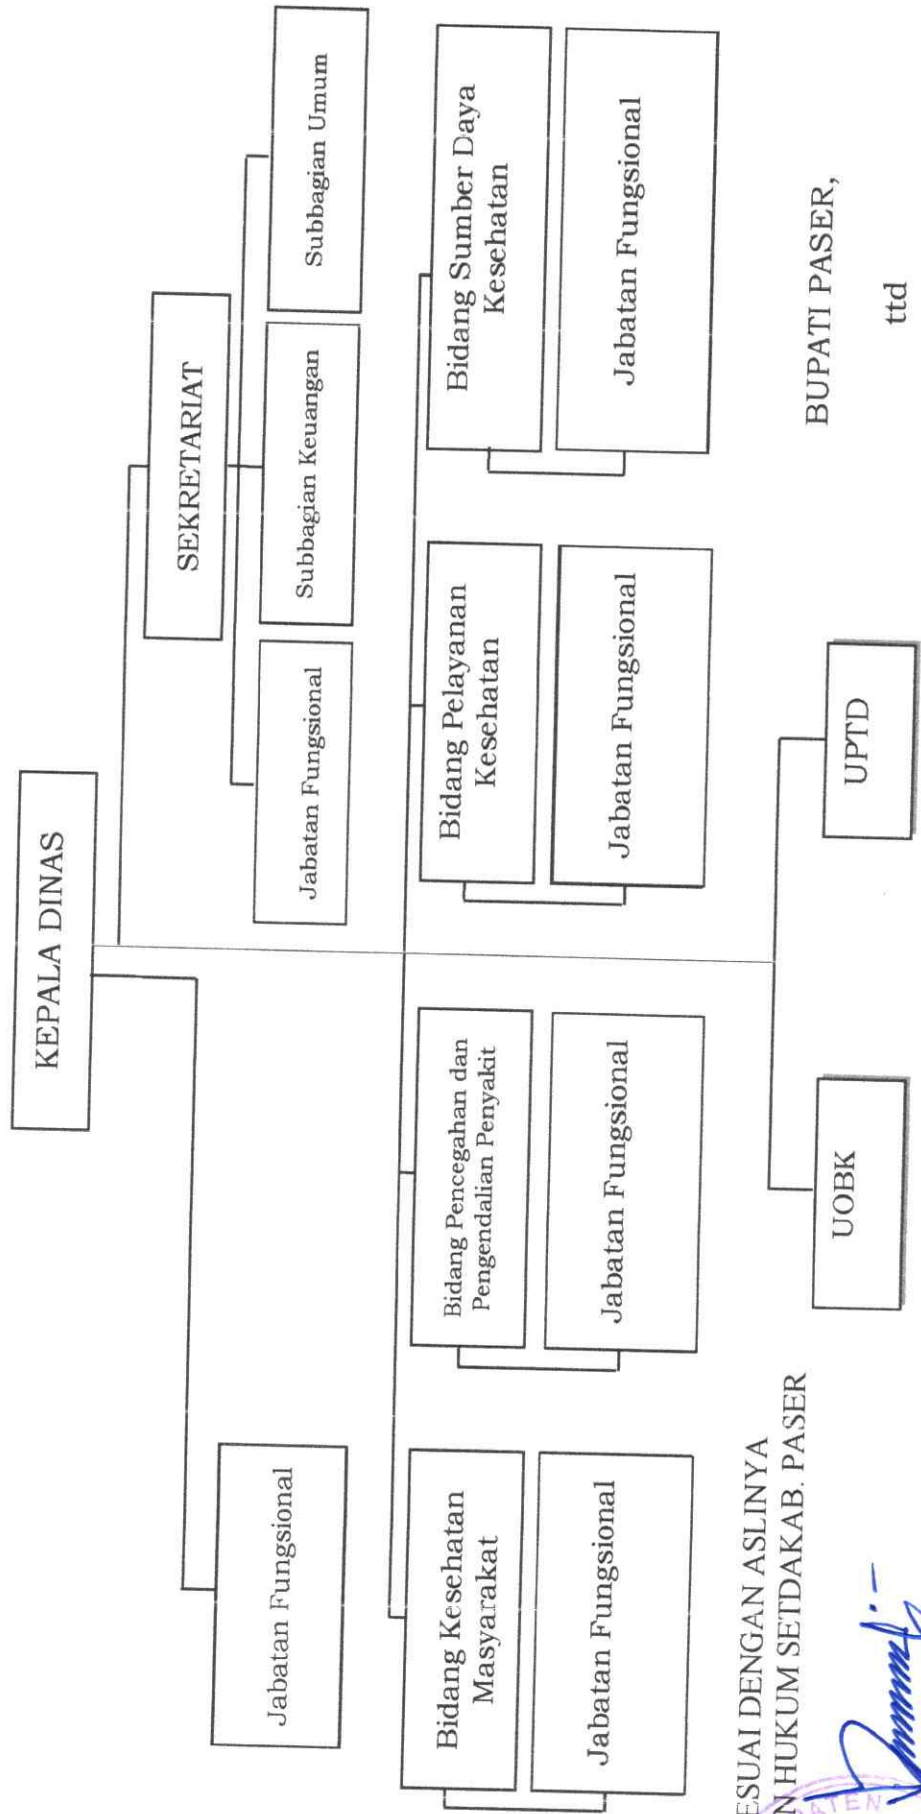 KEPALA DINAS
SEKRETARIAT
Jabatan Fungsional
Jabatan Fungsional
Subbagian Keuangan
Subbagian Umum
Bidang Kesehatan
Masyarakat
Bidang Pencegahan dan
Pengendalian Penyakit
Bidang Pelayanan
Kesehatan
Bidang Sumber Daya
Kesehatan
Jabatan Fungsional
Jabatan Fungsional
Jabatan Fungsional
Jabatan Fungsional
UOBK
UPTD
ESUAI DENGAN ASLINYA
N HUKUM SETDAKAB. PASER
BUPATI PASER,
ttd
ATEN